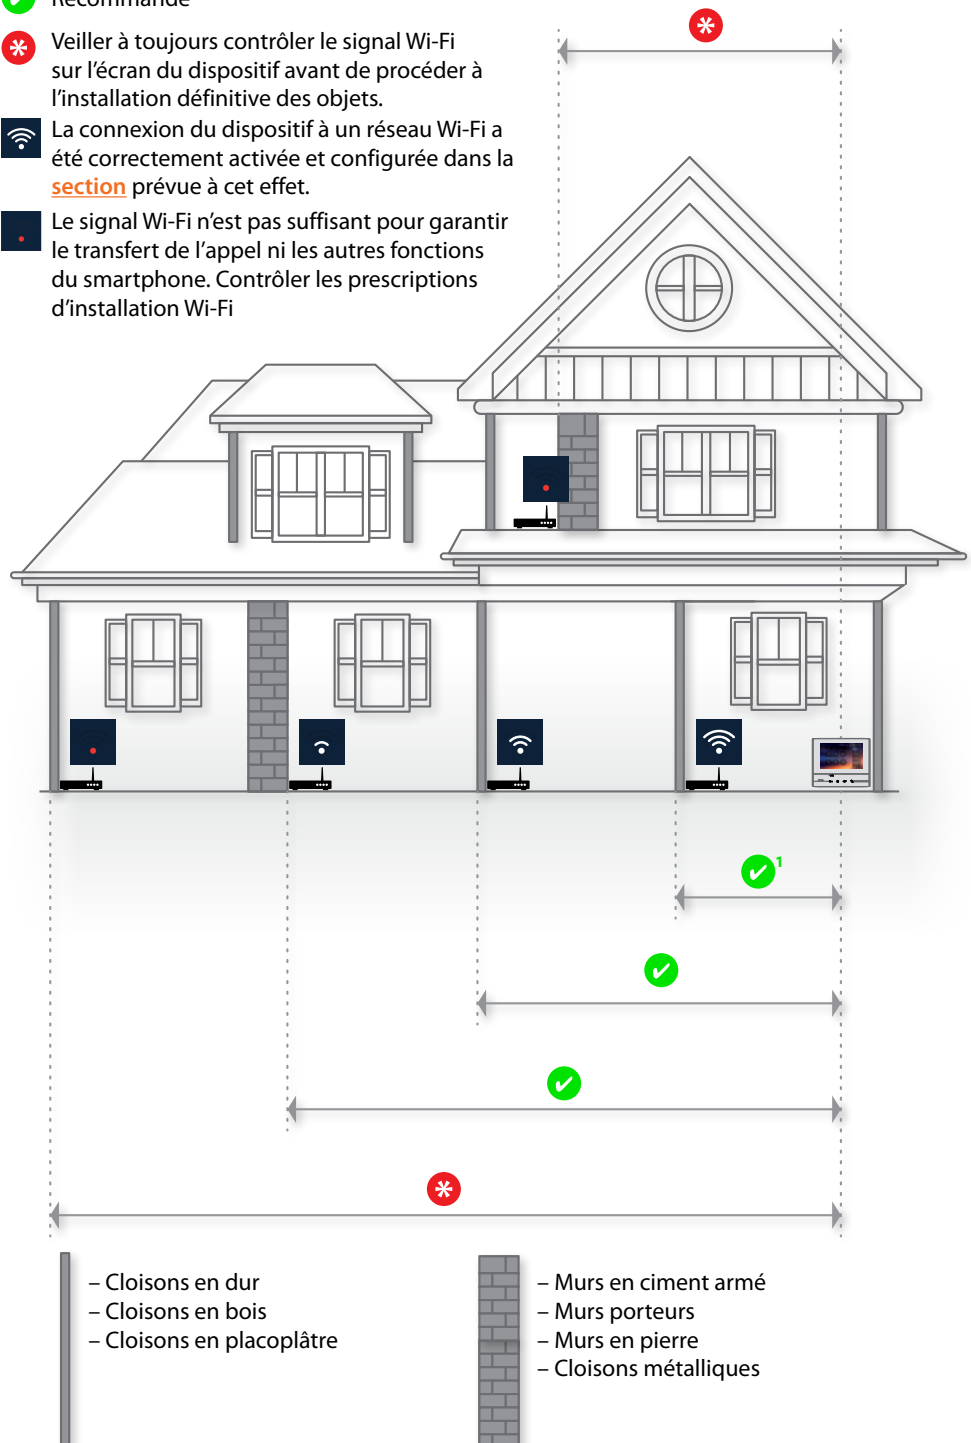 Recommandé
Veiller à toujours contrôler le signal Wi-Fi
sur l’écran du dispositif avant de procéder à
l’installation définitive des objets.
La connexion du dispositif à un réseau Wi-Fi a
été correctement activée et configurée dans la
section prévue à cet effet.
Le signal Wi-Fi n’est pas suffisant pour garantir
le transfert de l’appel ni les autres fonctions
du smartphone. Contrôler les prescriptions
d’installation Wi-Fi
1
– Cloisons en dur
– Cloisons en bois
– Cloisons en placoplâtre
– Murs en ciment armé
– Murs porteurs
– Murs en pierre
– Cloisons métalliques